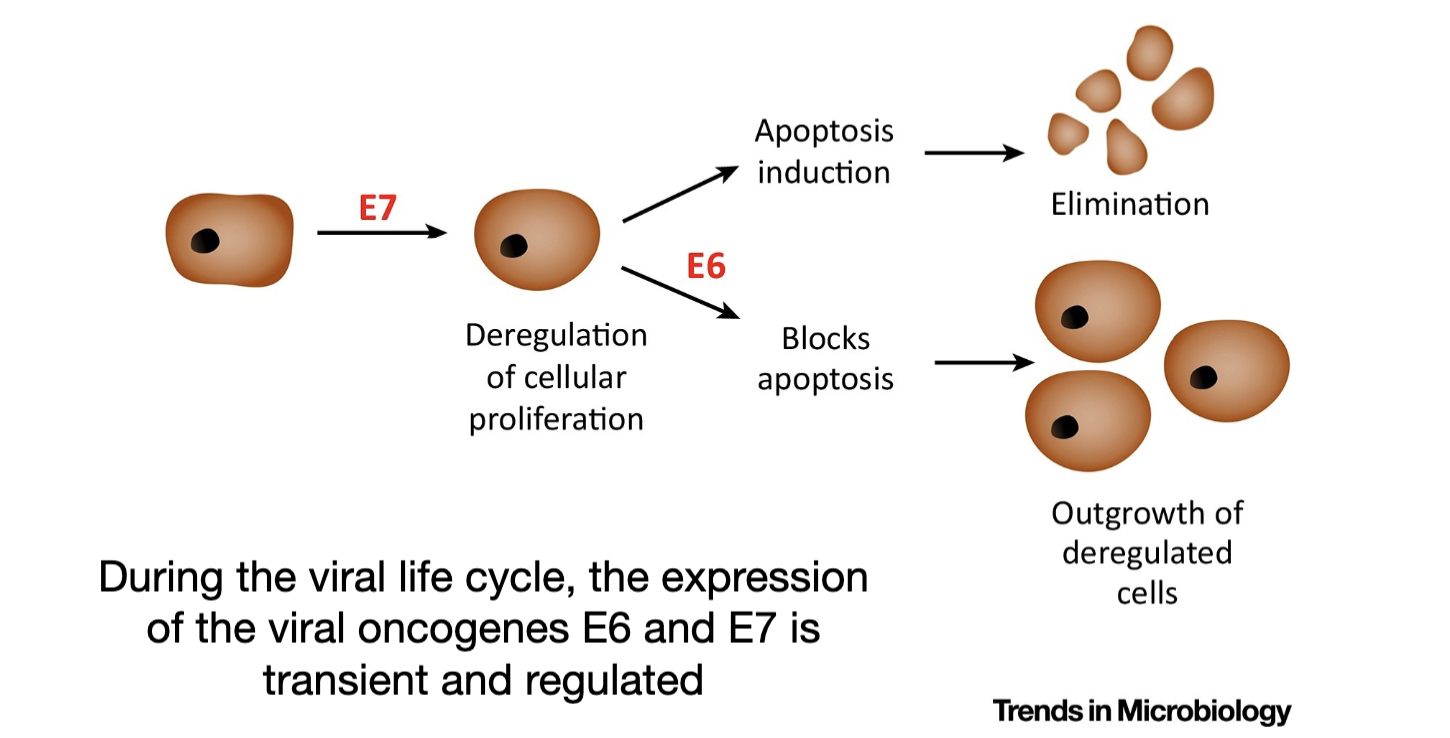 E7
Deregulation
of cellular
proliferation
Apoptosis
induction
Elimination
E6
Blocks
apoptosis
Outgrowth of
deregulated
cells
During the viral life cycle, the expression
of the viral oncogenes E6 and E7 is
transient and regulated
Trends in Microbiology